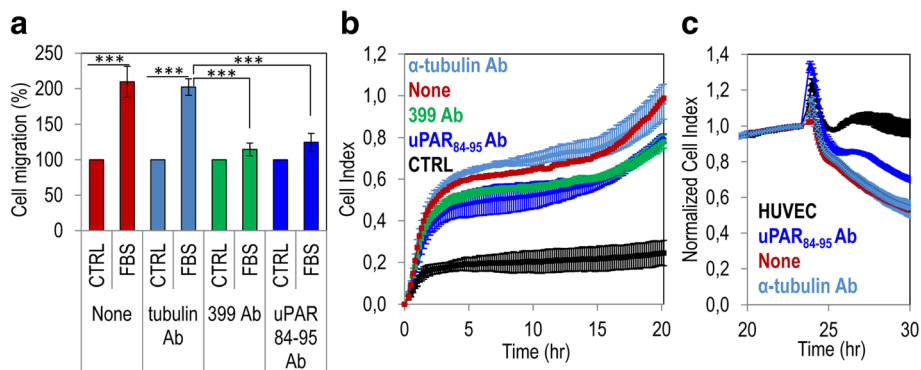 a
Cell migration (%)
250
200
150
100
50
0
***
***
***
***
CTRL
FBS
CTRL
FBS
CTRL
FBS
CTRL
FBS
None
tubulin
Ab
399 Ab
uPAR
84-95
Ab
b
Cell Index
1,2
1,0
0,8
0,6
0,4
0,2
0,0
α-tubulin Ab
None
399 Ab
uPAR84-95 Ab
CTRL
0
5
10
15
20
Time (hr)
c
Normalized Cell Index
1,4
1,2
1,0
0,8
0,6
0,4
0,2
0,0
HUVEC
uPAR84-95 Ab
None
α-tubulin Ab
20
25
30
Time (hr)